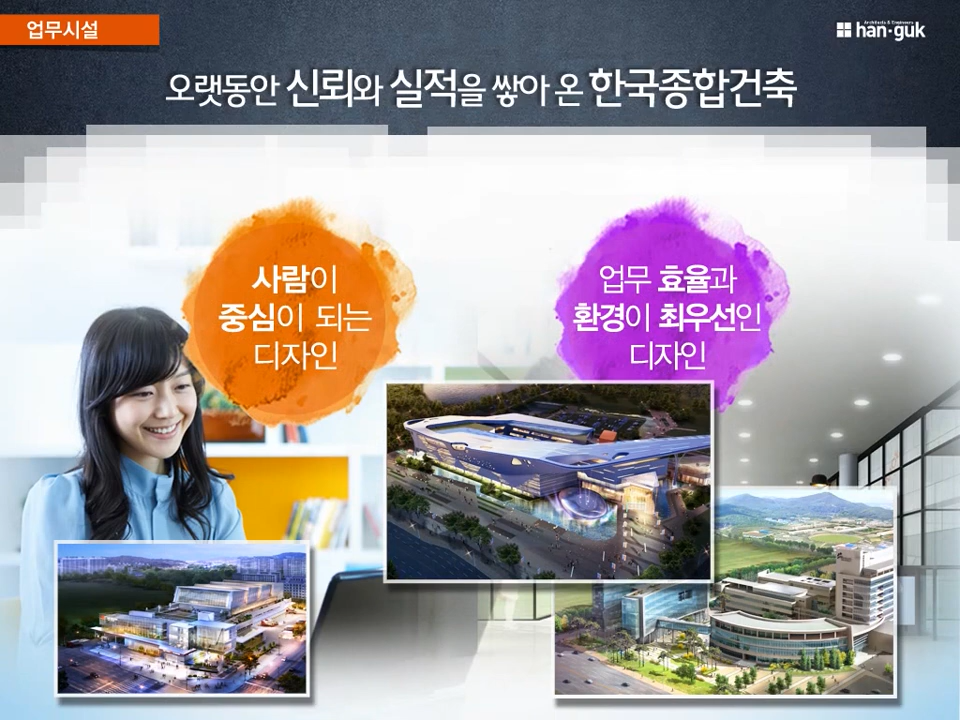 업무시설
Architects & Engineers
han·guk
오랫동안 신뢰와 실적을 쌓아 온 한국종합건축
사람이
중심이 되는
디자인
업무 효율과
환경이 최우선인
디자인